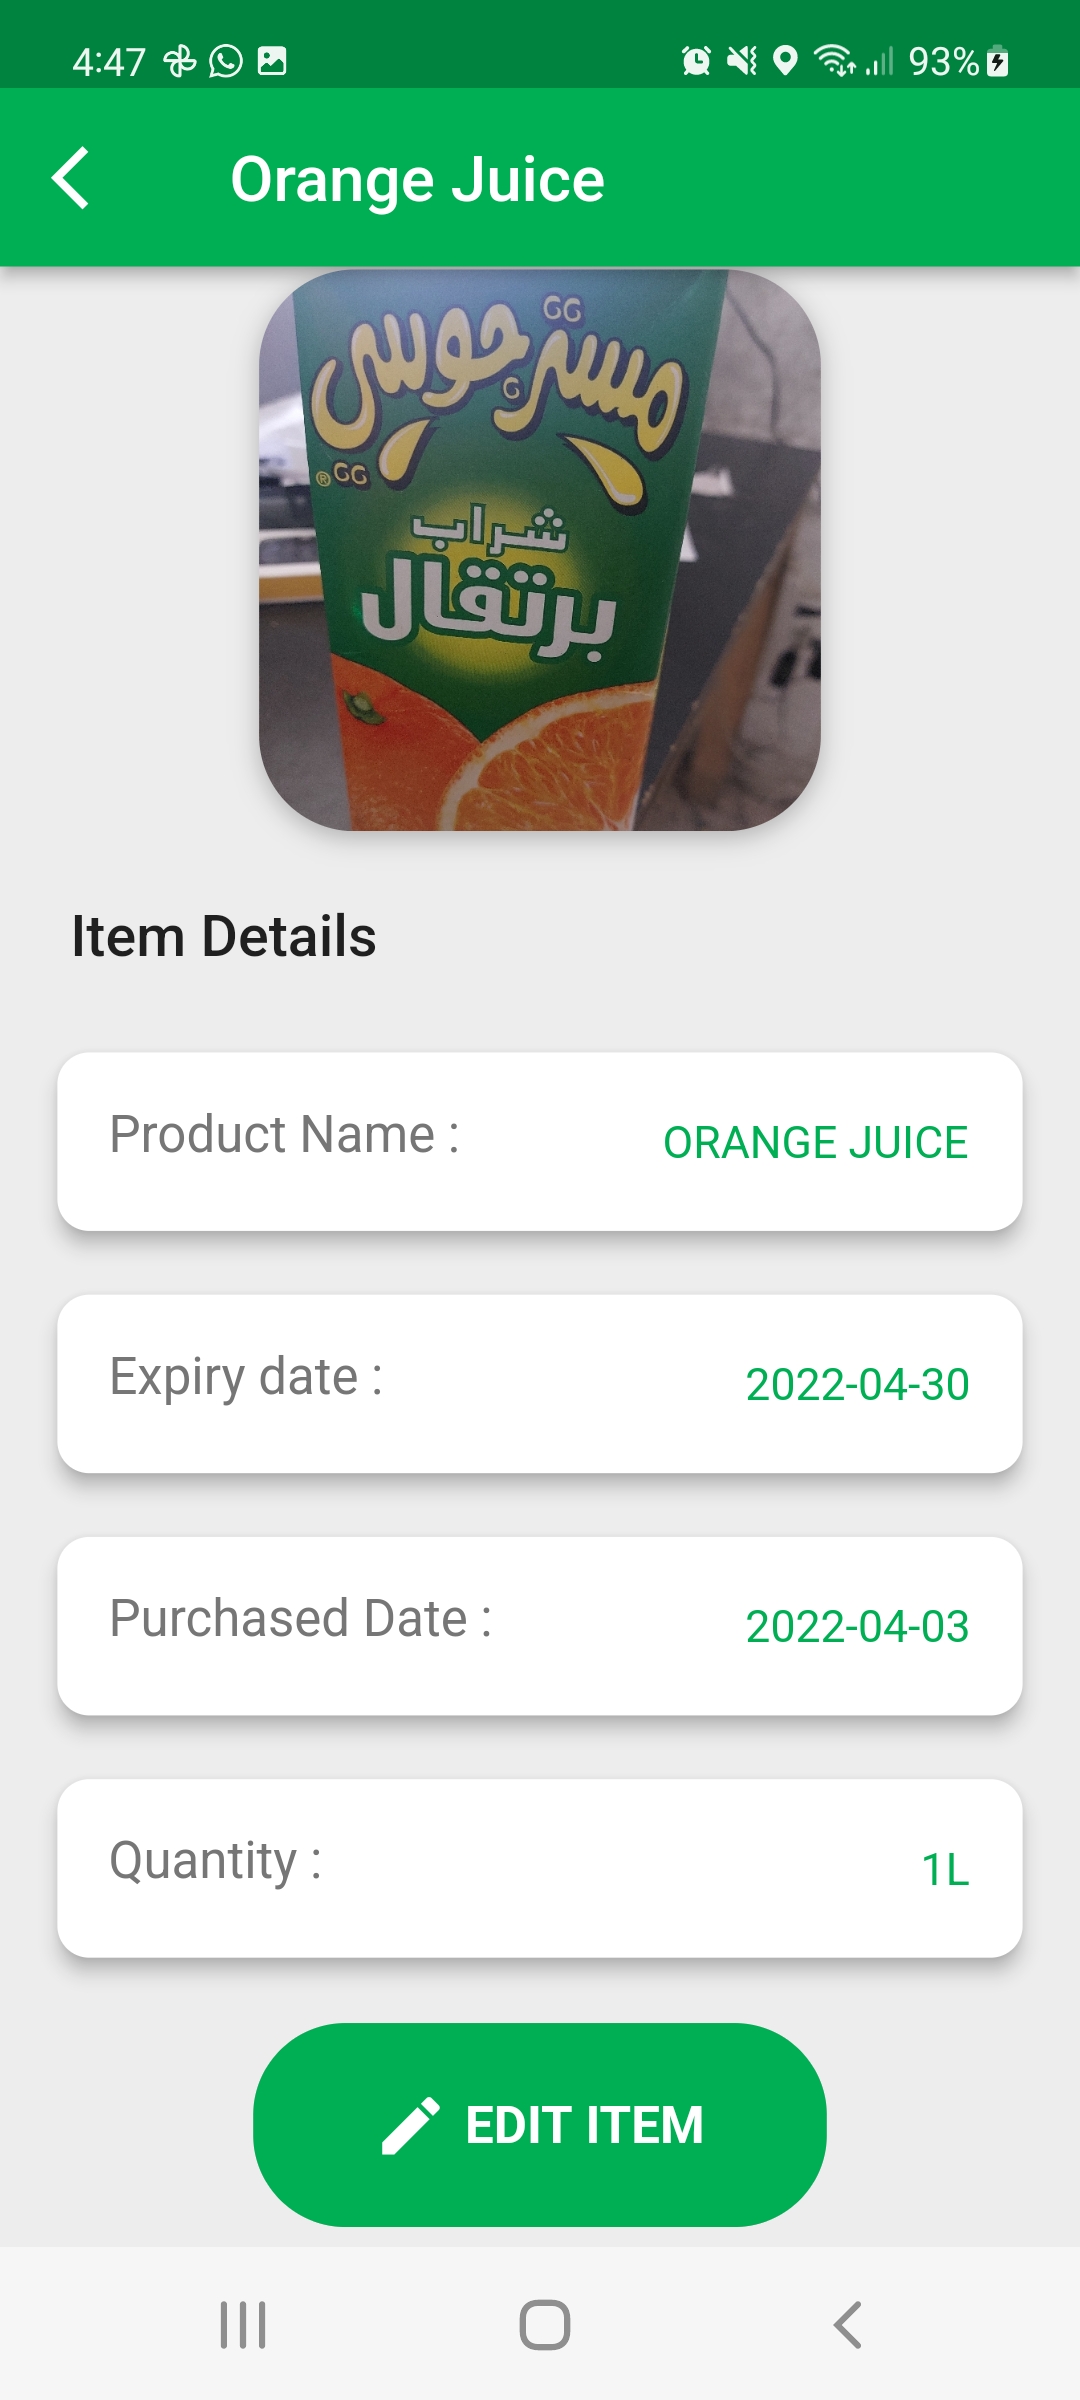 4:47
93%
Orange Juice
GG
مسترجوسي
G
®GG
شراب
برتقال
Item Details
Product Name :
ORANGE JUICE
Expiry date :
2022-04-30
Purchased Date :
2022-04-03
Quantity :
1L
EDIT ITEM